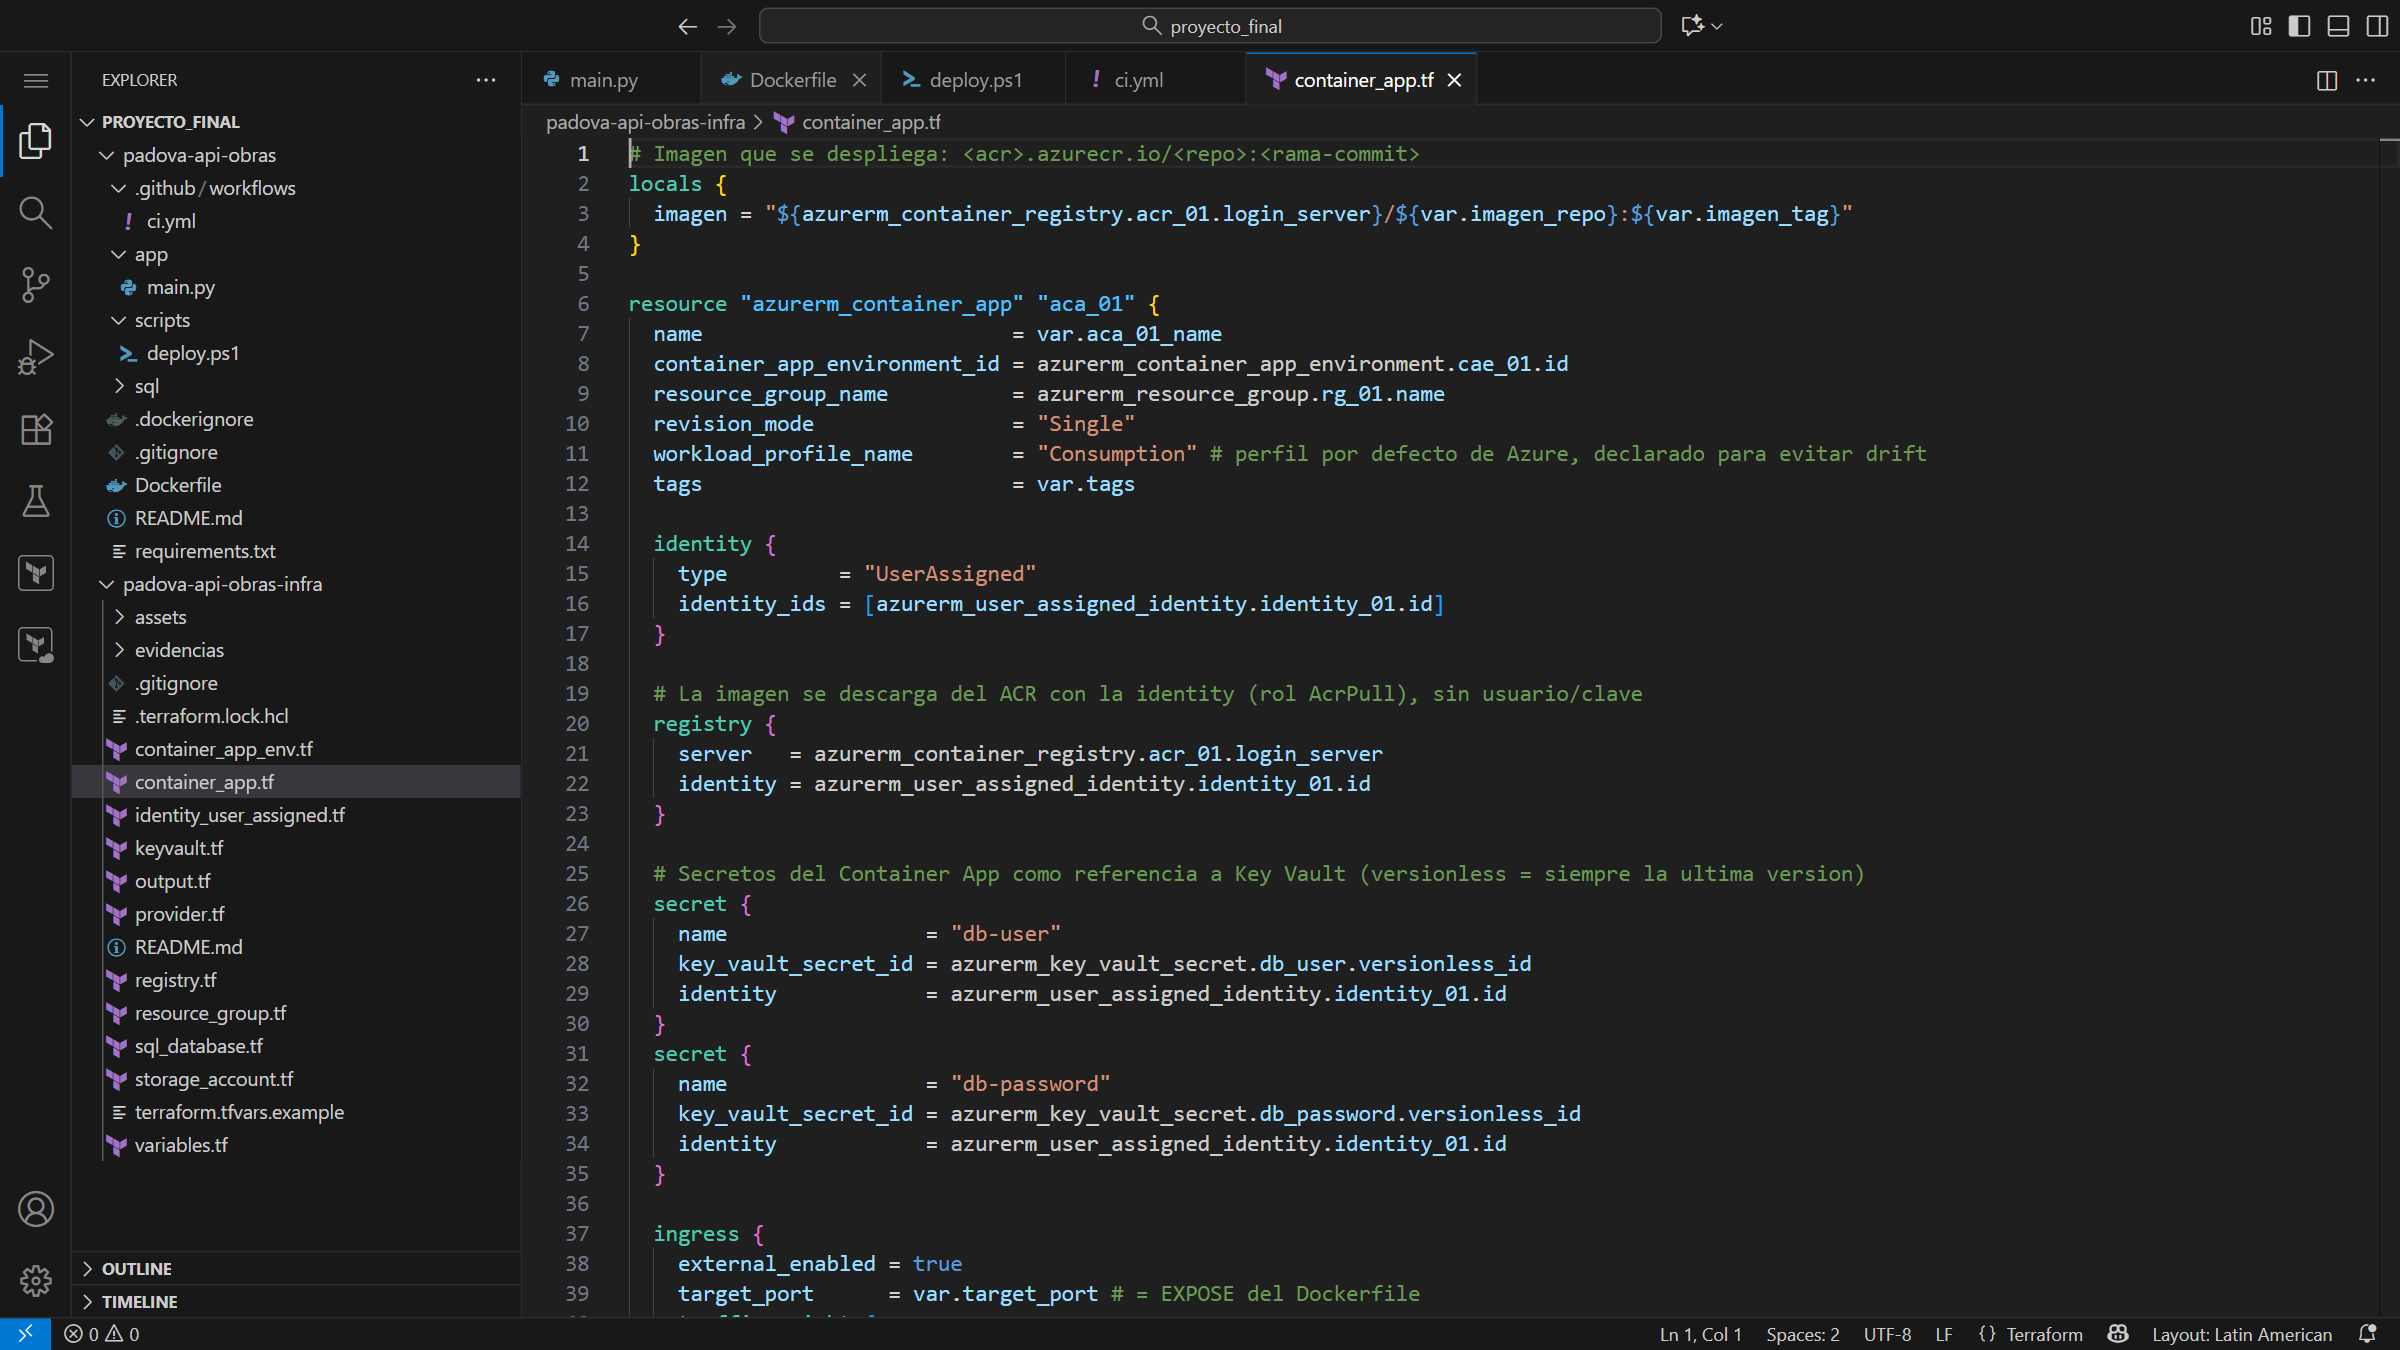 proyecto_final
EXPLORER
PROYECTO_FINAL
padova-api-obras
.github/workflows
ci.yml
app
main.py
scripts
deploy.ps1
sql
.dockerignore
.gitignore
Dockerfile
README.md
requirements.txt
padova-api-obras-infra
assets
evidencias
.gitignore
.terraform.lock.hcl
container_app_env.tf
container_app.tf
identity_user_assigned.tf
keyvault.tf
output.tf
provider.tf
README.md
registry.tf
resource_group.tf
sql_database.tf
storage_account.tf
terraform.tfvars.example
variables.tf
OUTLINE
TIMELINE
main.py
Dockerfile
deploy.ps1
ci.yml
container_app.tf
padova-api-obras-infra > container_app.tf
1 # Imagen que se despliega: <acr>.azurecr.io/<repo>:<rama-commit>
2 locals {
3   imagen = "${azurerm_container_registry.acr_01.login_server}/${var.imagen_repo}:${var.imagen_tag}"
4 }
5
6 resource "azurerm_container_app" "aca_01" {
7   name                         = var.aca_01_name
8   container_app_environment_id = azurerm_container_app_environment.cae_01.id
9   resource_group_name          = azurerm_resource_group.rg_01.name
10   revision_mode                = "Single"
11   workload_profile_name        = "Consumption" # perfil por defecto de Azure, declarado para evitar drift
12   tags                         = var.tags
13
14   identity {
15     type         = "UserAssigned"
16     identity_ids = [azurerm_user_assigned_identity.identity_01.id]
17   }
18
19   # La imagen se descarga del ACR con la identity (rol AcrPull), sin usuario/clave
20   registry {
21     server   = azurerm_container_registry.acr_01.login_server
22     identity = azurerm_user_assigned_identity.identity_01.id
23   }
24
25   # Secretos del Container App como referencia a Key Vault (versionless = siempre la ultima version)
26   secret {
27     name                = "db-user"
28     key_vault_secret_id = azurerm_key_vault_secret.db_user.versionless_id
29     identity            = azurerm_user_assigned_identity.identity_01.id
30   }
31   secret {
32     name                = "db-password"
33     key_vault_secret_id = azurerm_key_vault_secret.db_password.versionless_id
34     identity            = azurerm_user_assigned_identity.identity_01.id
35   }
36
37   ingress {
38     external_enabled = true
39     target_port      = var.target_port # = EXPOSE del Dockerfile
0 0
Ln 1, Col 1
Spaces: 2
UTF-8
LF
{} Terraform
Layout: Latin American